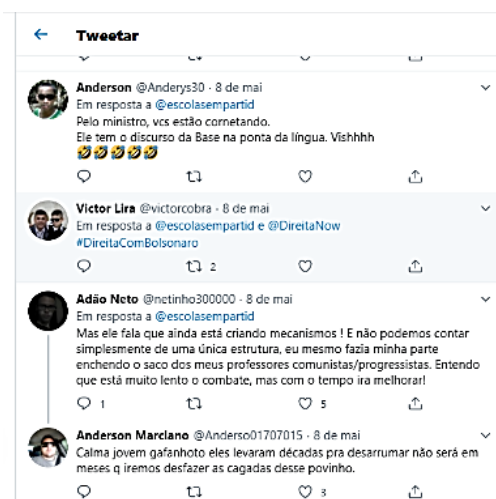 Tweetar
Anderson @Anderys30 · 8 de mai
Em resposta a @escolasempartid
Pelo ministro, vcs estão cornetando.
Ele tem o discurso da Base na ponta da língua. Vishhhh
🤣🤣🤣🤣🤣
Victor Lira @victorcobra · 8 de mai
Em resposta a @escolasempartid e @DireitaNow
#DireitaComBolsonaro
2
Adão Neto @netinho300000 · 8 de mai
Em resposta a @escolasempartid
Mas ele fala que ainda está criando mecanismos ! E não podemos contar
simplesmente de uma única estrutura, eu mesmo fazia minha parte
enchendo o saco dos meus professores comunistas/progressistas. Entendo
que está muito lento o combate, mas com o tempo ira melhorar!
1 5
Anderson Marciano @Anderso01707015 · 8 de mai
Calma jovem gafanhoto eles levaram décadas pra desarrumar não será em
meses q iremos desfazer as cagadas desse povinho.
3